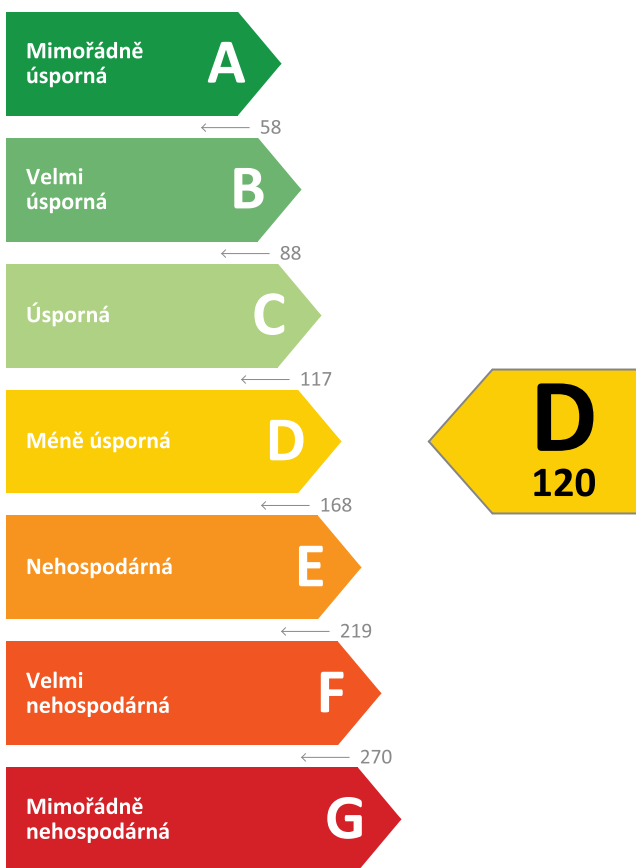 Mimořádně
úsporná
A
58
Velmi
úsporná
B
88
Úsporná
C
117
Méně úsporná
D
D
120
168
Nehospodárná
E
219
Velmi
nehospodárná
F
270
Mimořádně
nehospodárná
G